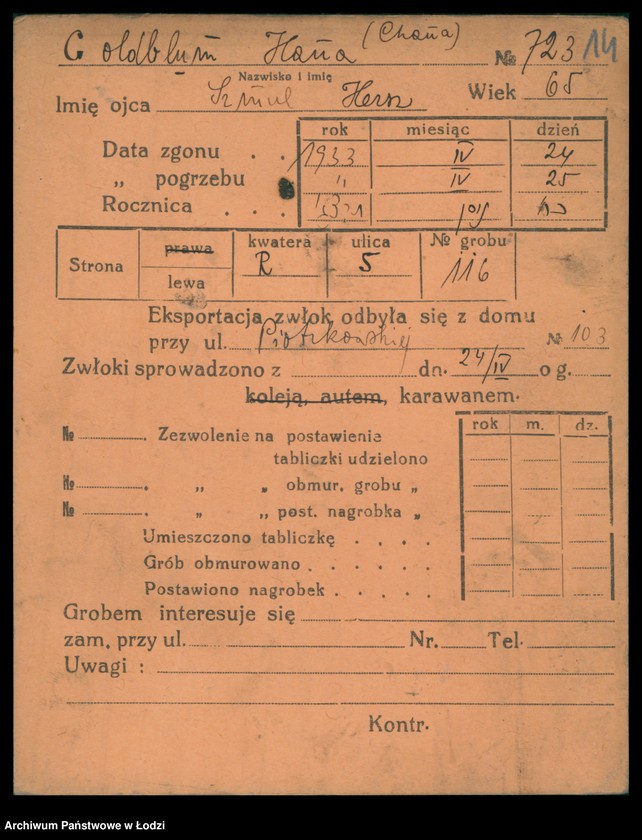 Goldblum Hana (Chana) № 723 14
Nazwisko i imię
Imię ojca Szmul Hersz Wiek 65
rok miesiąc dzień
Data zgonu . . 1933 IV 24
„ pogrzebu „ IV 25
Rocznica . . .
Strona prawa kwatera ulica № grobu
lewa R 5 116
Eksportacja zwłok odbyła się z domu
przy ul. Piotrkowskiej № 103
Zwłoki sprowadzono z dn. 24/IV o g.
koleją, autem, karawanem.
rok m. dz.
№ . Zezwolenie na postawienie
tabliczki udzielono
№ . „ „ obmur. grobu „
№ . „ „ post. nagrobka „
Umieszczono tabliczkę . . . .
Grób obmurowano . . . . . .
Postawiono nagrobek . . . . .
Grobem interesuje się
zam, przy ul. Nr. Tel.
Uwagi :
Kontr.
Archiwum Państwowe w Łodzi